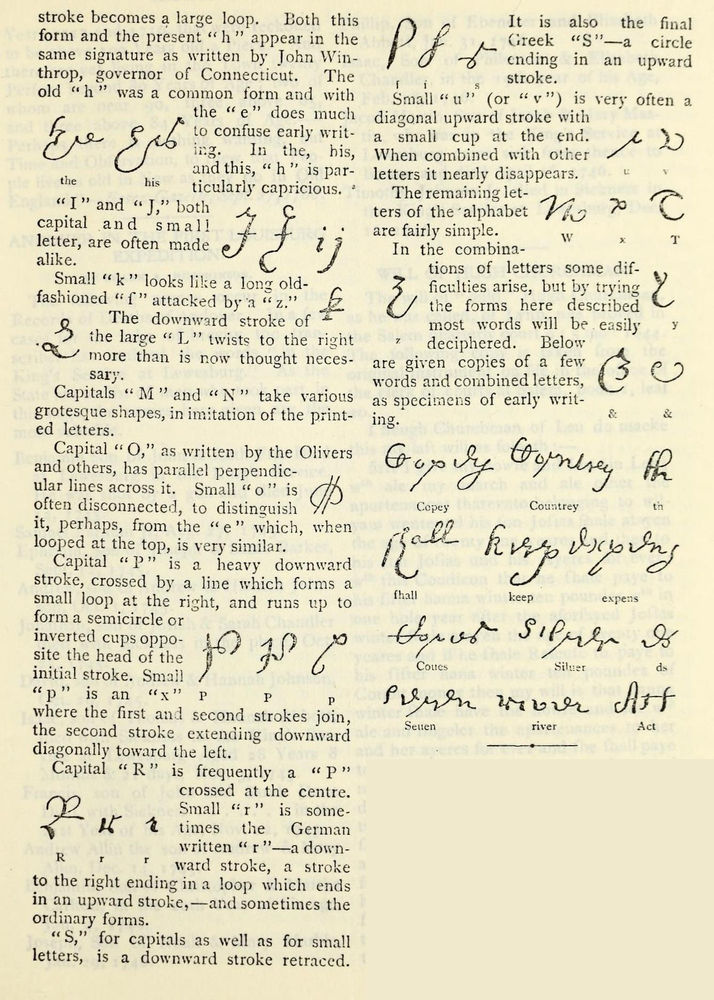 stroke becomes a large loop. Both this
form and the present “h” appear in the
same signature as written by John Win-
throp, governor of Connecticut. The
old “h” was a common form and with
the “e” does much
to confuse early writ-
ing. In the, his,
and this, “h” is par-
ticularly capricious.
the his
“I” and “J,” both
capital and small
letter, are often made
alike.
i j
Small “k” looks like a long old-
fashioned “f” attacked by a “z.”
The downward stroke of
the large “L” twists to the right
more than is now thought neces-
sary.
Capitals “M” and “N” take various
grotesque shapes, in imitation of the print-
ed letters.
Capital “O,” as written by the Olivers
and others, has parallel perpendic-
ular lines across it. Small “o” is
often disconnected, to distinguish
it, perhaps, from the “e” which, when
looped at the top, is very similar.
Capital “P” is a heavy downward
stroke, crossed by a line which forms a
small loop at the right, and runs up to
form a semicircle or
inverted cups oppo-
site the head of the
initial stroke. Small
“p” is an “x”
P P p
where the first and second strokes join,
the second stroke extending downward
diagonally toward the left.
Capital “R” is frequently a “P”
crossed at the centre.
Small “r” is some-
times the German
written “r”—a down-
ward stroke, a stroke
R r r
to the right ending in a loop which ends
in an upward stroke,—and sometimes the
ordinary forms.
“S,” for capitals as well as for small
letters, is a downward stroke retraced.
It is also the final
Greek “S”—a circle
ending in an upward
stroke.
f i s
Small “u” (or “v”) is very often a
diagonal upward stroke with
a small cup at the end.
When combined with other
letters it nearly disappears.
u v
The remaining let-
ters of the alphabet
are fairly simple.
W x T
In the combina-
tions of letters some dif-
ficulties arise, but by trying
the forms here described
most words will be easily
z y
deciphered. Below
are given copies of a few
words and combined letters,
as specimens of early writ-
ing.
& &
Copey Countrey th
Copey Countrey th
shall keep expens
fhall keep expens
Coues Siluer ds
Coues Siluer ds
Seuen river Act
Seuen river Act